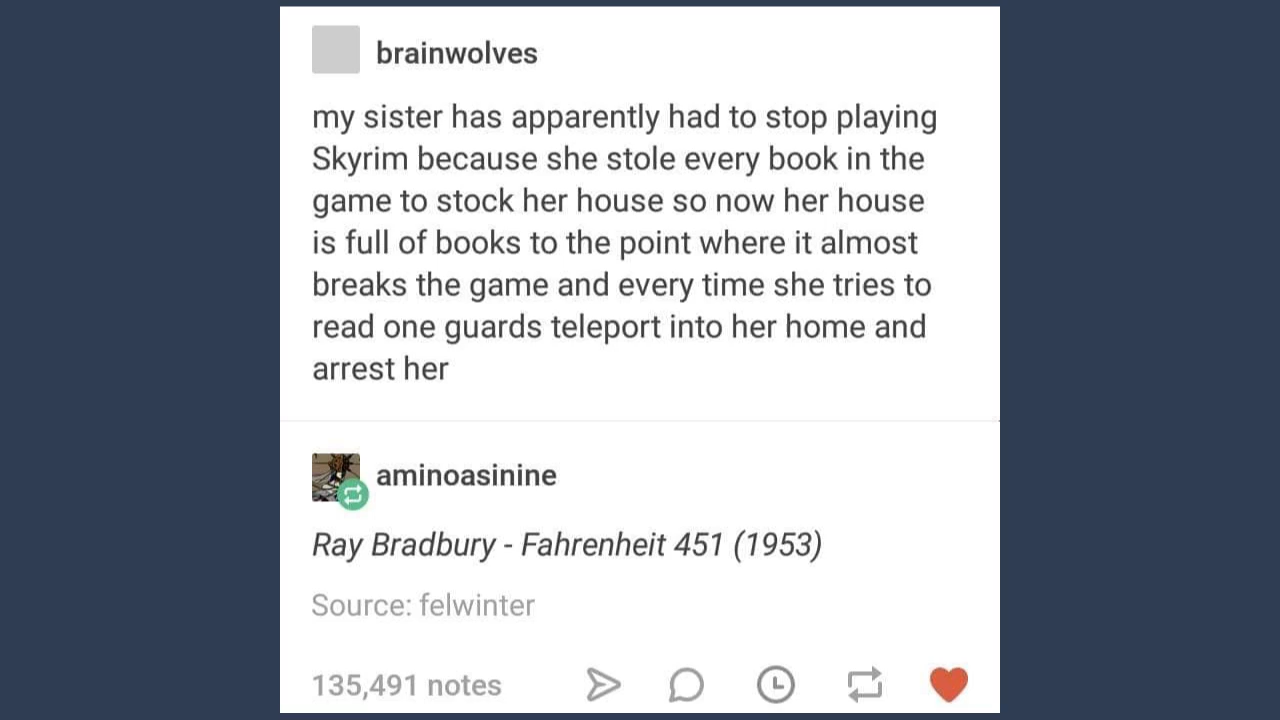 brainwolves
my sister has apparently had to stop playing
Skyrim because she stole every book in the
game to stock her house so now her house
is full of books to the point where it almost
breaks the game and every time she tries to
read one guards teleport into her home and
arrest her
aminoasinine
Ray Bradbury - Fahrenheit 451 (1953)
Source: felwinter
135,491 notes